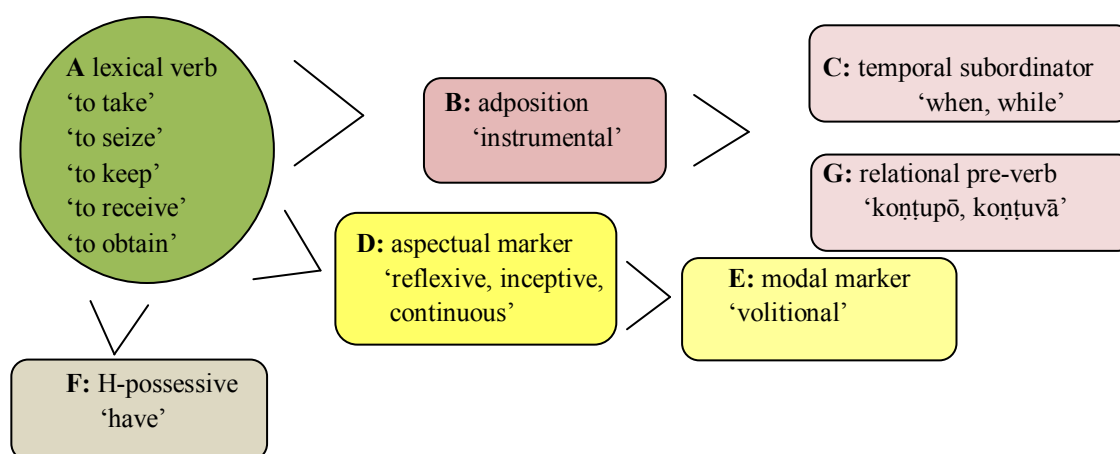 A lexical verb
‘to take’
‘to seize’
‘to keep’
‘to receive’
‘to obtain’
B: adposition
‘instrumental’
C: temporal subordinator
‘when, while’
G: relational pre-verb
‘koṇṭupō, koṇṭuvā’
D: aspectual marker
‘reflexive, inceptive,
continuous’
E: modal marker
‘volitional’
F: H-possessive
‘have’